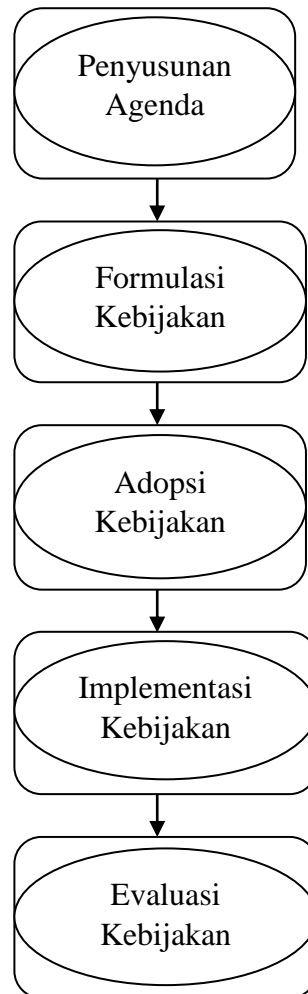 Penyusunan
Agenda
Formulasi
Kebijakan
Adopsi
Kebijakan
Implementasi
Kebijakan
Evaluasi
Kebijakan